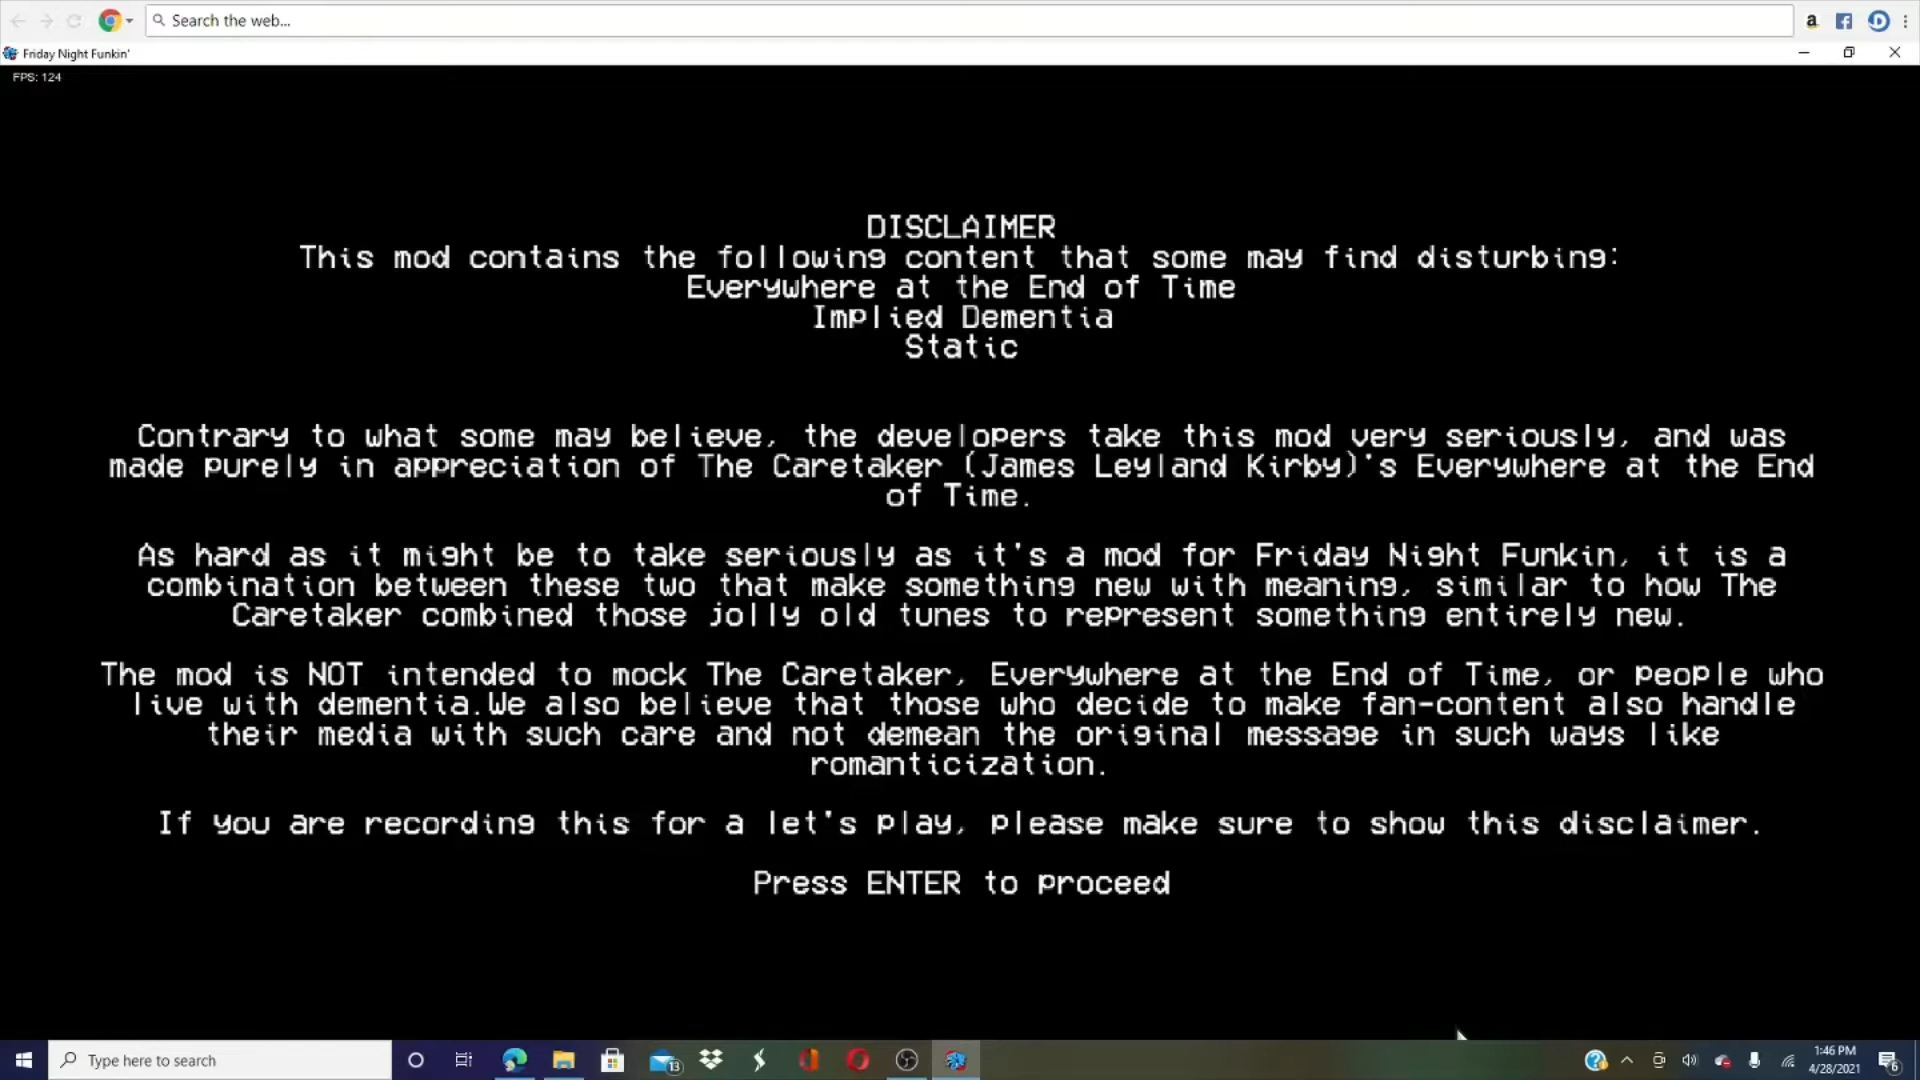 Search the web...
Friday Night Funkin'
FPS: 124
DISCLAIMER
This mod contains the following content that some may find disturbing:
Everywhere at the End of Time
Implied Dementia
Static
Contrary to what some may believe, the developers take this mod very seriously, and was
made purely in appreciation of The Caretaker (James Leyland Kirby)'s Everywhere at the End
of Time.
As hard as it might be to take seriously as it's a mod for Friday Night Funkin, it is a
combination between these two that make something new with meaning, similar to how The
Caretaker combined those jolly old tunes to represent something entirely new.
The mod is NOT intended to mock The Caretaker, Everywhere at the End of Time, or people who
live with dementia.We also believe that those who decide to make fan-content also handle
their media with such care and not demean the original message in such ways like
romanticization.
If you are recording this for a let's play, please make sure to show this disclaimer.
Press ENTER to proceed
Type here to search
13
1:46 PM
4/28/2021
6